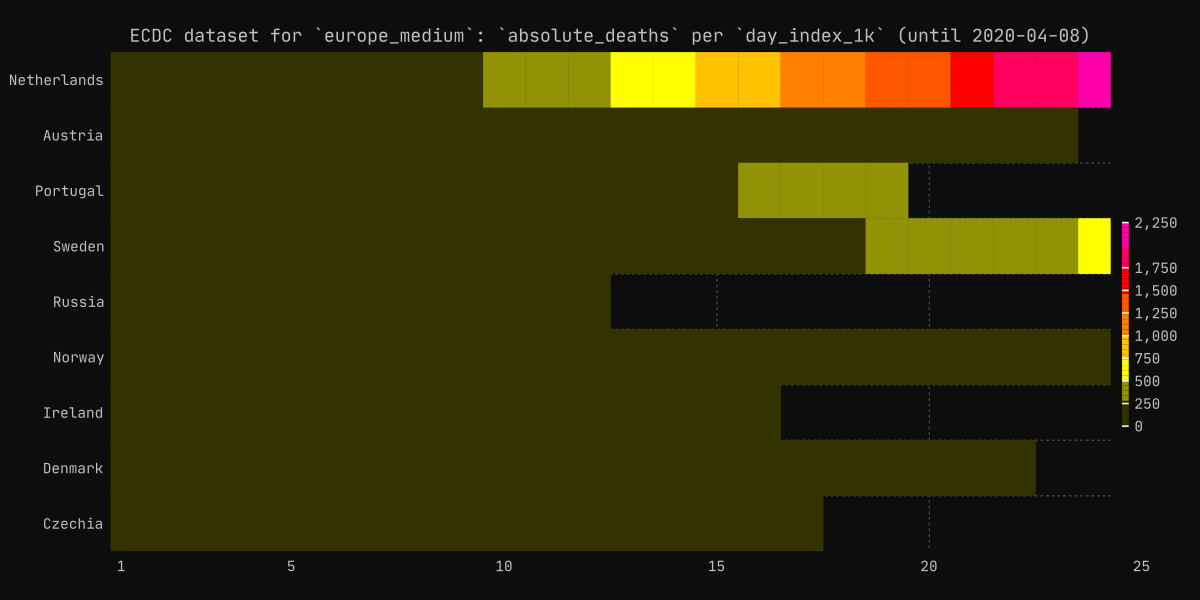 ECDC dataset for `europe_medium`: `absolute_deaths` per `day_index_1k` (until 2020-04-08)
Netherlands
Austria
Portugal
Sweden
Russia
Norway
Ireland
Denmark
Czechia
2,250
1,750
1,500
1,250
1,000
750
500
250
0
1 5 10 15 20 25